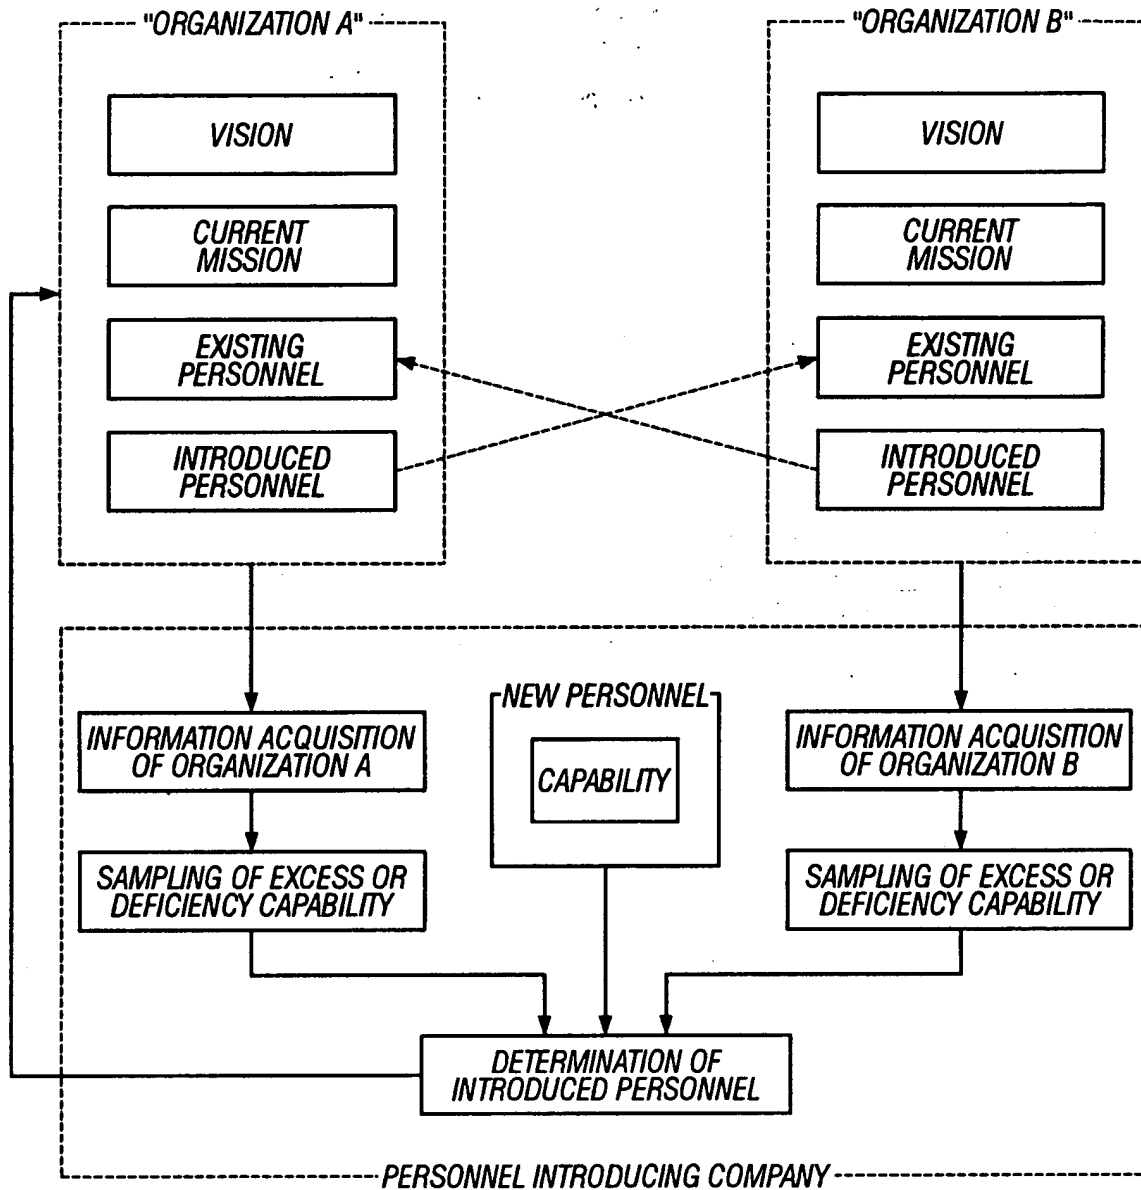 "ORGANIZATION A"
VISION
CURRENT
MISSION
EXISTING
PERSONNEL
INTRODUCED
PERSONNEL
"ORGANIZATION B"
VISION
CURRENT
MISSION
EXISTING
PERSONNEL
INTRODUCED
PERSONNEL
INFORMATION ACQUISITION
OF ORGANIZATION A
SAMPLING OF EXCESS OR
DEFICIENCY CAPABILITY
NEW PERSONNEL
CAPABILITY
INFORMATION ACQUISITION
OF ORGANIZATION B
SAMPLING OF EXCESS OR
DEFICIENCY CAPABILITY
DETERMINATION OF
INTRODUCED PERSONNEL
PERSONNEL INTRODUCING COMPANY